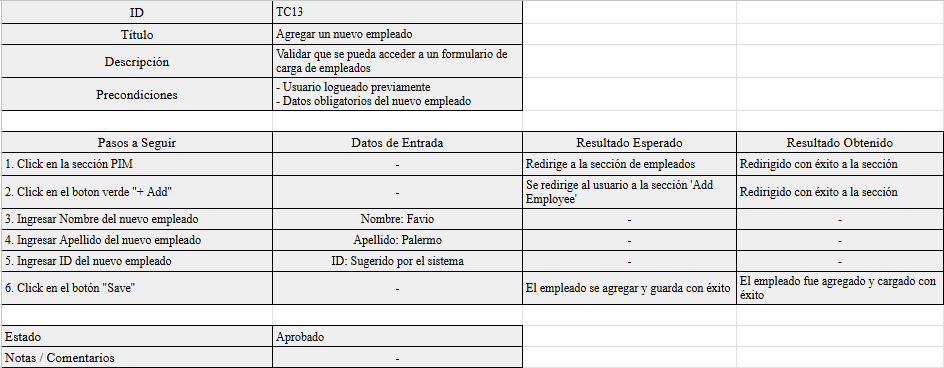 ID TC13
Título Agregar un nuevo empleado
Descripción Validar que se pueda acceder a un formulario de
carga de empleados
Precondiciones - Usuario logueado previamente
- Datos obligatorios del nuevo empleado
Pasos a Seguir Datos de Entrada Resultado Esperado Resultado Obtenido
1. Click en la sección PIM - Redirige a la sección de empleados Redirigido con éxito a la sección
2. Click en el boton verde "+ Add" - Se redirige al usuario a la sección 'Add
Employee' Redirigido con éxito a la sección
3. Ingresar Nombre del nuevo empleado Nombre: Favio - -
4. Ingresar Apellido del nuevo empleado Apellido: Palermo - -
5. Ingresar ID del nuevo empleado ID: Sugerido por el sistema - -
6. Click en el botón "Save" - El empleado se agregar y guarda con éxito El empleado fue agregado y cargado con
éxito
Estado Aprobado
Notas / Comentarios -